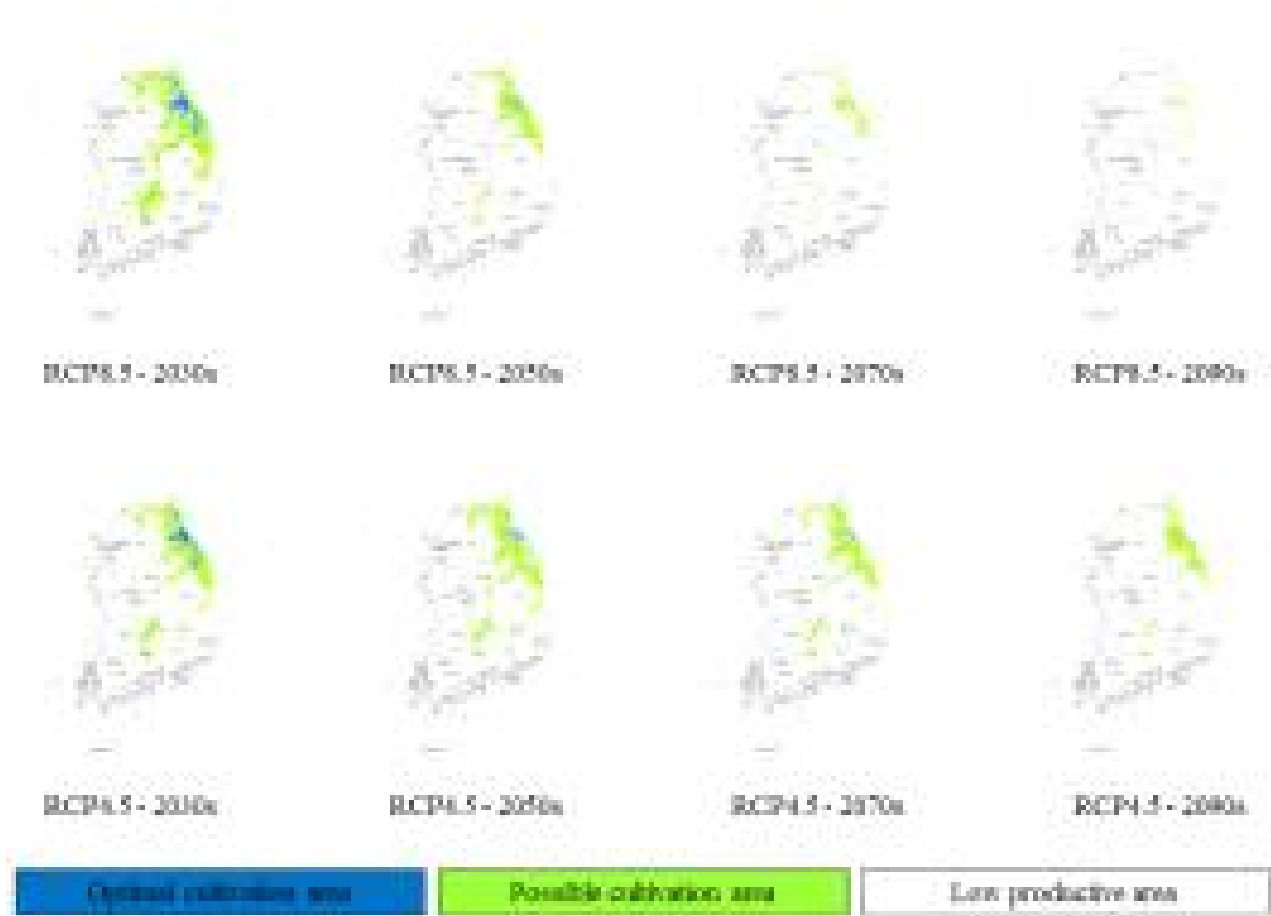 RCP8.5 - 2030s
RCP8.5 - 2050s
RCP8.5 - 2070s
RCP8.5 - 2090s
RCP4.5 - 2030s
RCP4.5 - 2050s
RCP4.5 - 2070s
RCP4.5 - 2090s
Optimal cultivation area
Possible cultivation area
Low productive area